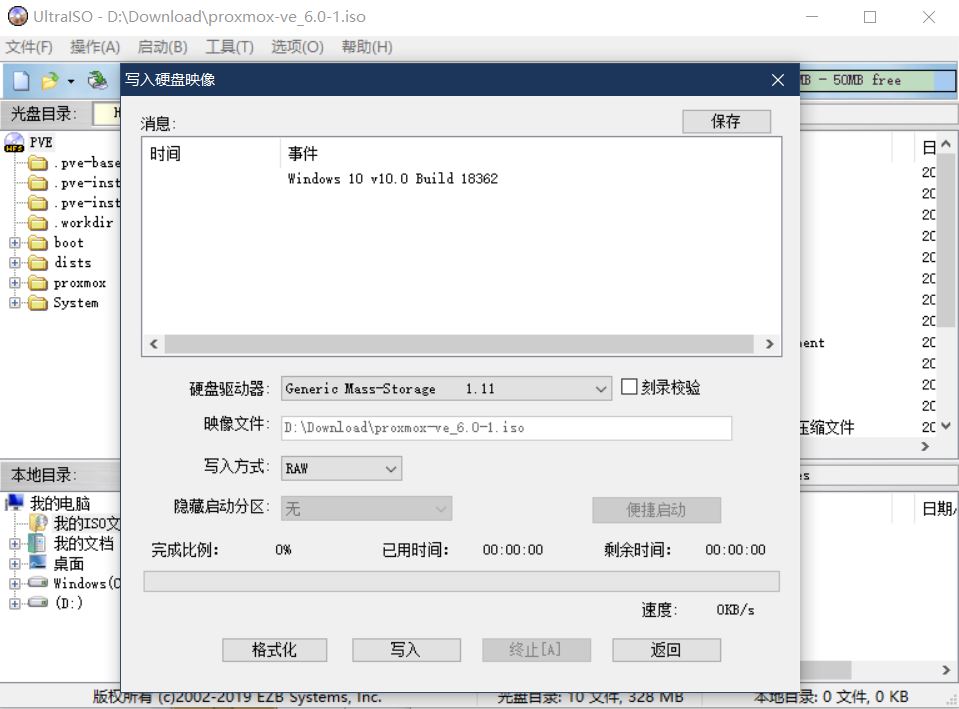 UltraISO - D:\Download\proxmox-ve_6.0-1.iso
文件(F) 操作(A) 启动(B) 工具(T) 选项(O) 帮助(H)
写入硬盘映像
MB - 50MB free
光盘目录:
消息:
保存
时间 事件
Windows 10 v10.0 Build 18362
PVE
.pve-base
.pve-inst
.pve-inst
.workdir
boot
dists
proxmox
System
日
20
20
20
20
20
20
20
20
ment 20
20
20
20
压缩文件 20
硬盘驱动器: Generic Mass-Storage 1.11 刻录校验
映像文件: D:\Download\proxmox-ve_6.0-1.iso
写入方式: RAW
隐藏启动分区: 无 便捷启动
完成比例: 0% 已用时间: 00:00:00 剩余时间: 00:00:00
速度: 0KB/s
格式化 写入 终止[A] 返回
本地目录:
我的电脑
我的ISO文
我的文档
桌面
Windows(C
(D:)
日期/
版权所有 (c)2002-2019 EZB Systems, Inc. 光盘目录: 10 文件, 328 MB 本地目录: 0 文件, 0 KB